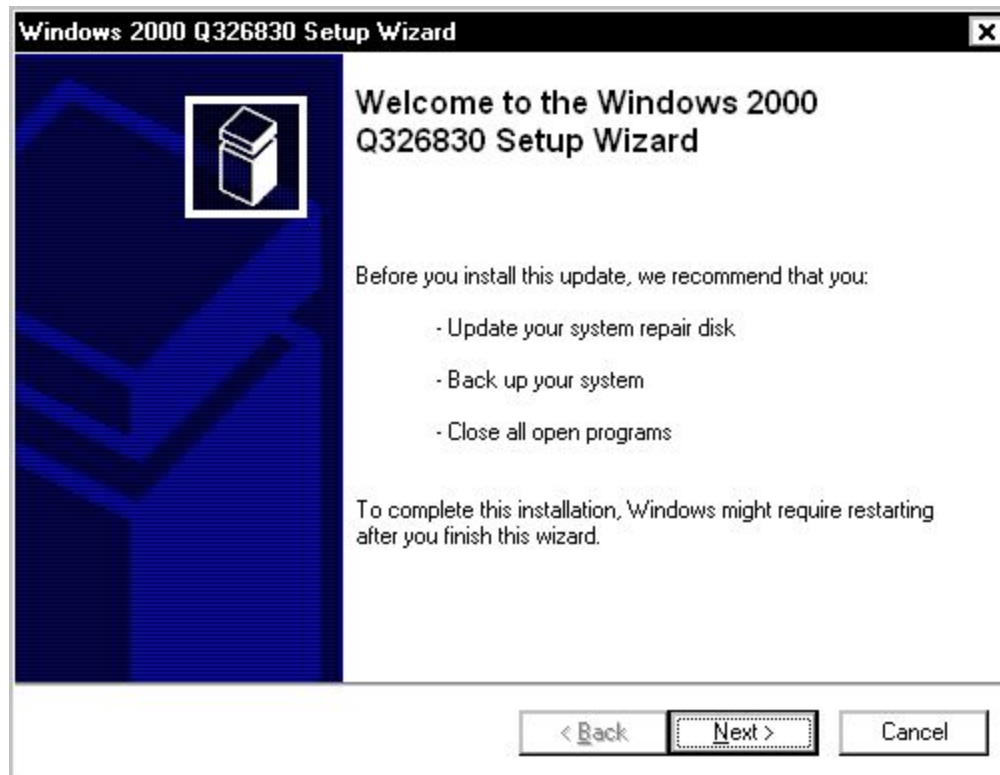 Windows 2000 Q326830 Setup Wizard
Welcome to the Windows 2000
Q326830 Setup Wizard
Before you install this update, we recommend that you:
- Update your system repair disk
- Back up your system
- Close all open programs
To complete this installation, Windows might require restarting
after you finish this wizard.
< Back
Next >
Cancel